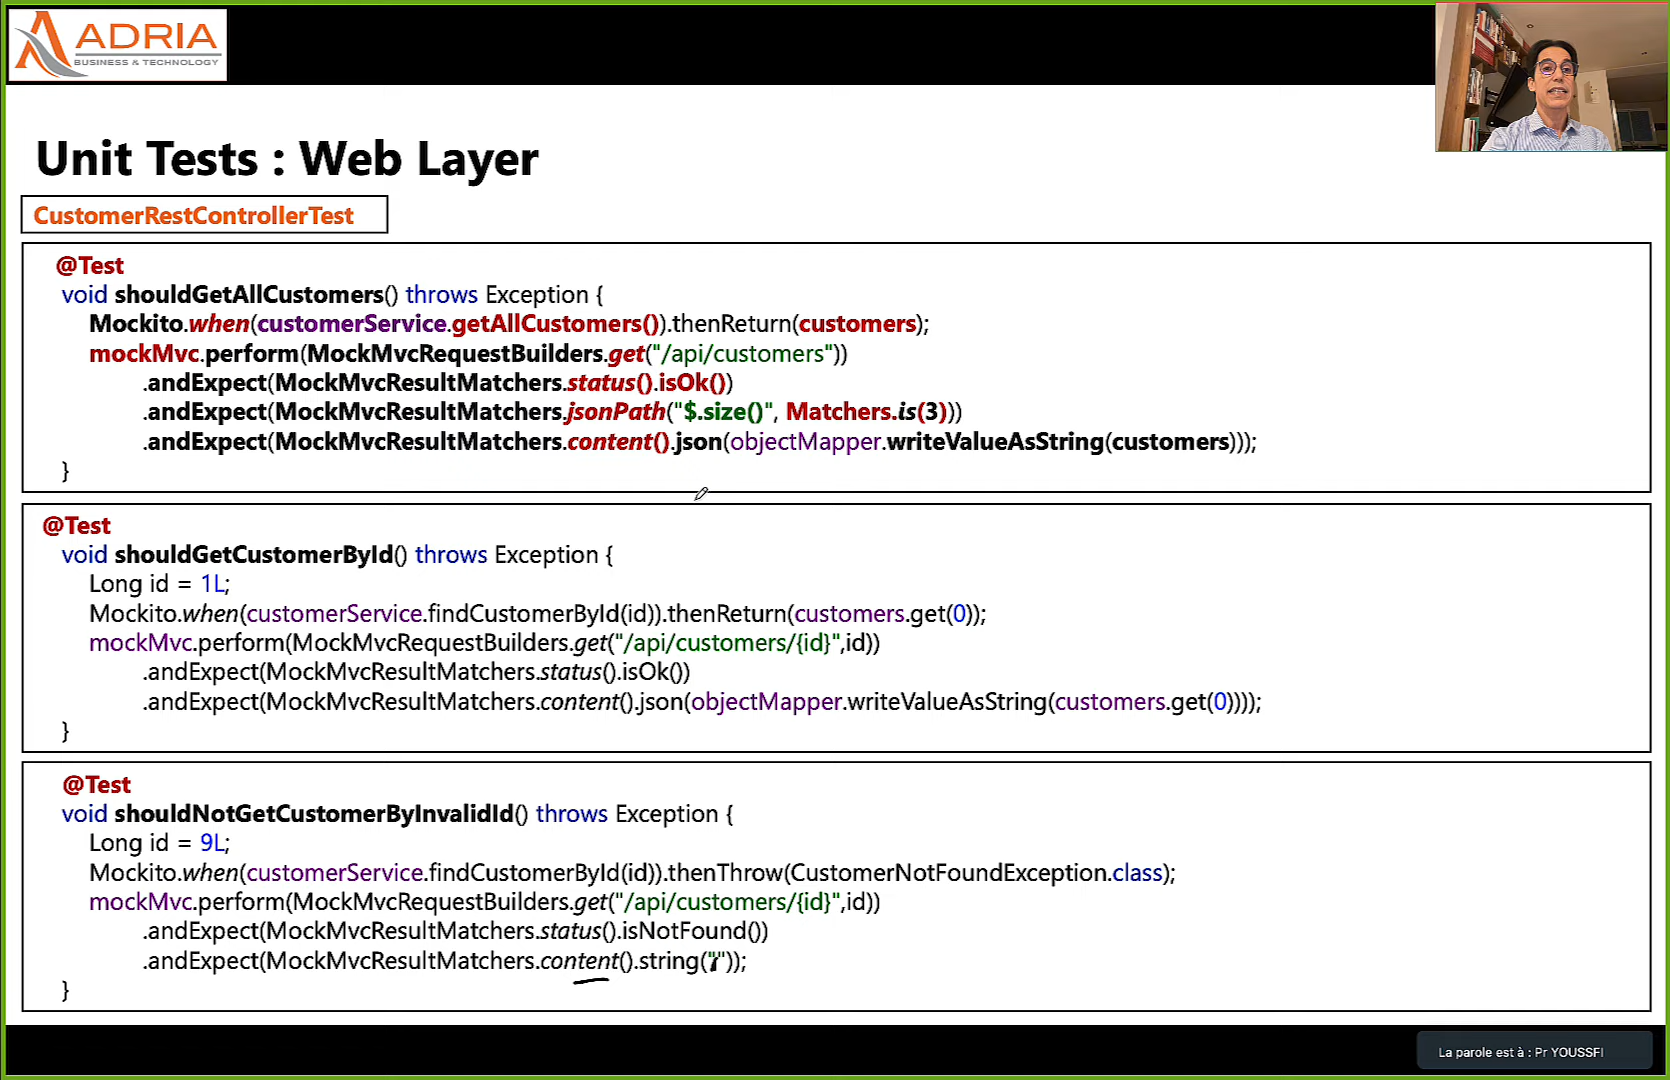 ADRIA
BUSINESS & TECHNOLOGY
Unit Tests : Web Layer
CustomerRestControllerTest
@Test
void shouldGetAllCustomers() throws Exception {
Mockito.when(customerService.getAllCustomers()).thenReturn(customers);
mockMvc.perform(MockMvcRequestBuilders.get("/api/customers"))
.andExpect(MockMvcResultMatchers.status().isOk())
.andExpect(MockMvcResultMatchers.jsonPath("$.size()", Matchers.is(3)))
.andExpect(MockMvcResultMatchers.content().json(objectMapper.writeValueAsString(customers)));
}
@Test
void shouldGetCustomerById() throws Exception {
Long id = 1L;
Mockito.when(customerService.findCustomerById(id)).thenReturn(customers.get(0));
mockMvc.perform(MockMvcRequestBuilders.get("/api/customers/{id}",id))
.andExpect(MockMvcResultMatchers.status().isOk())
.andExpect(MockMvcResultMatchers.content().json(objectMapper.writeValueAsString(customers.get(0))));
}
@Test
void shouldNotGetCustomerByInvalidId() throws Exception {
Long id = 9L;
Mockito.when(customerService.findCustomerById(id)).thenThrow(CustomerNotFoundException.class);
mockMvc.perform(MockMvcRequestBuilders.get("/api/customers/{id}",id))
.andExpect(MockMvcResultMatchers.status().isNotFound())
.andExpect(MockMvcResultMatchers.content().string(""));
}
La parole est à : Pr YOUSSFI